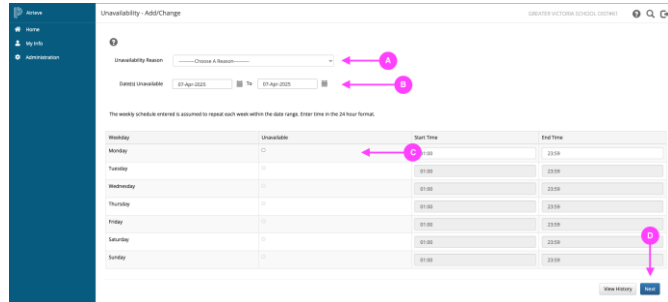 Atrieve
Unavailability - Add/Change
GREATER VICTORIA SCHOOL DISTRICT
Home
My Info
Administration
Unavailability Reason
--------Choose A Reason--------
A
Date(s) Unavailable
07-Apr-2025
To
07-Apr-2025
B
The weekly schedule entered is assumed to repeat each week within the date range. Enter time in the 24 hour format.
Weekday Unavailable Start Time End Time
Monday C 01:00 23:59
Tuesday 01:00 23:59
Wednesday 01:00 23:59
Thursday 01:00 23:59
Friday 01:00 23:59
Saturday 01:00 23:59
Sunday 01:00 23:59
D
View History Next